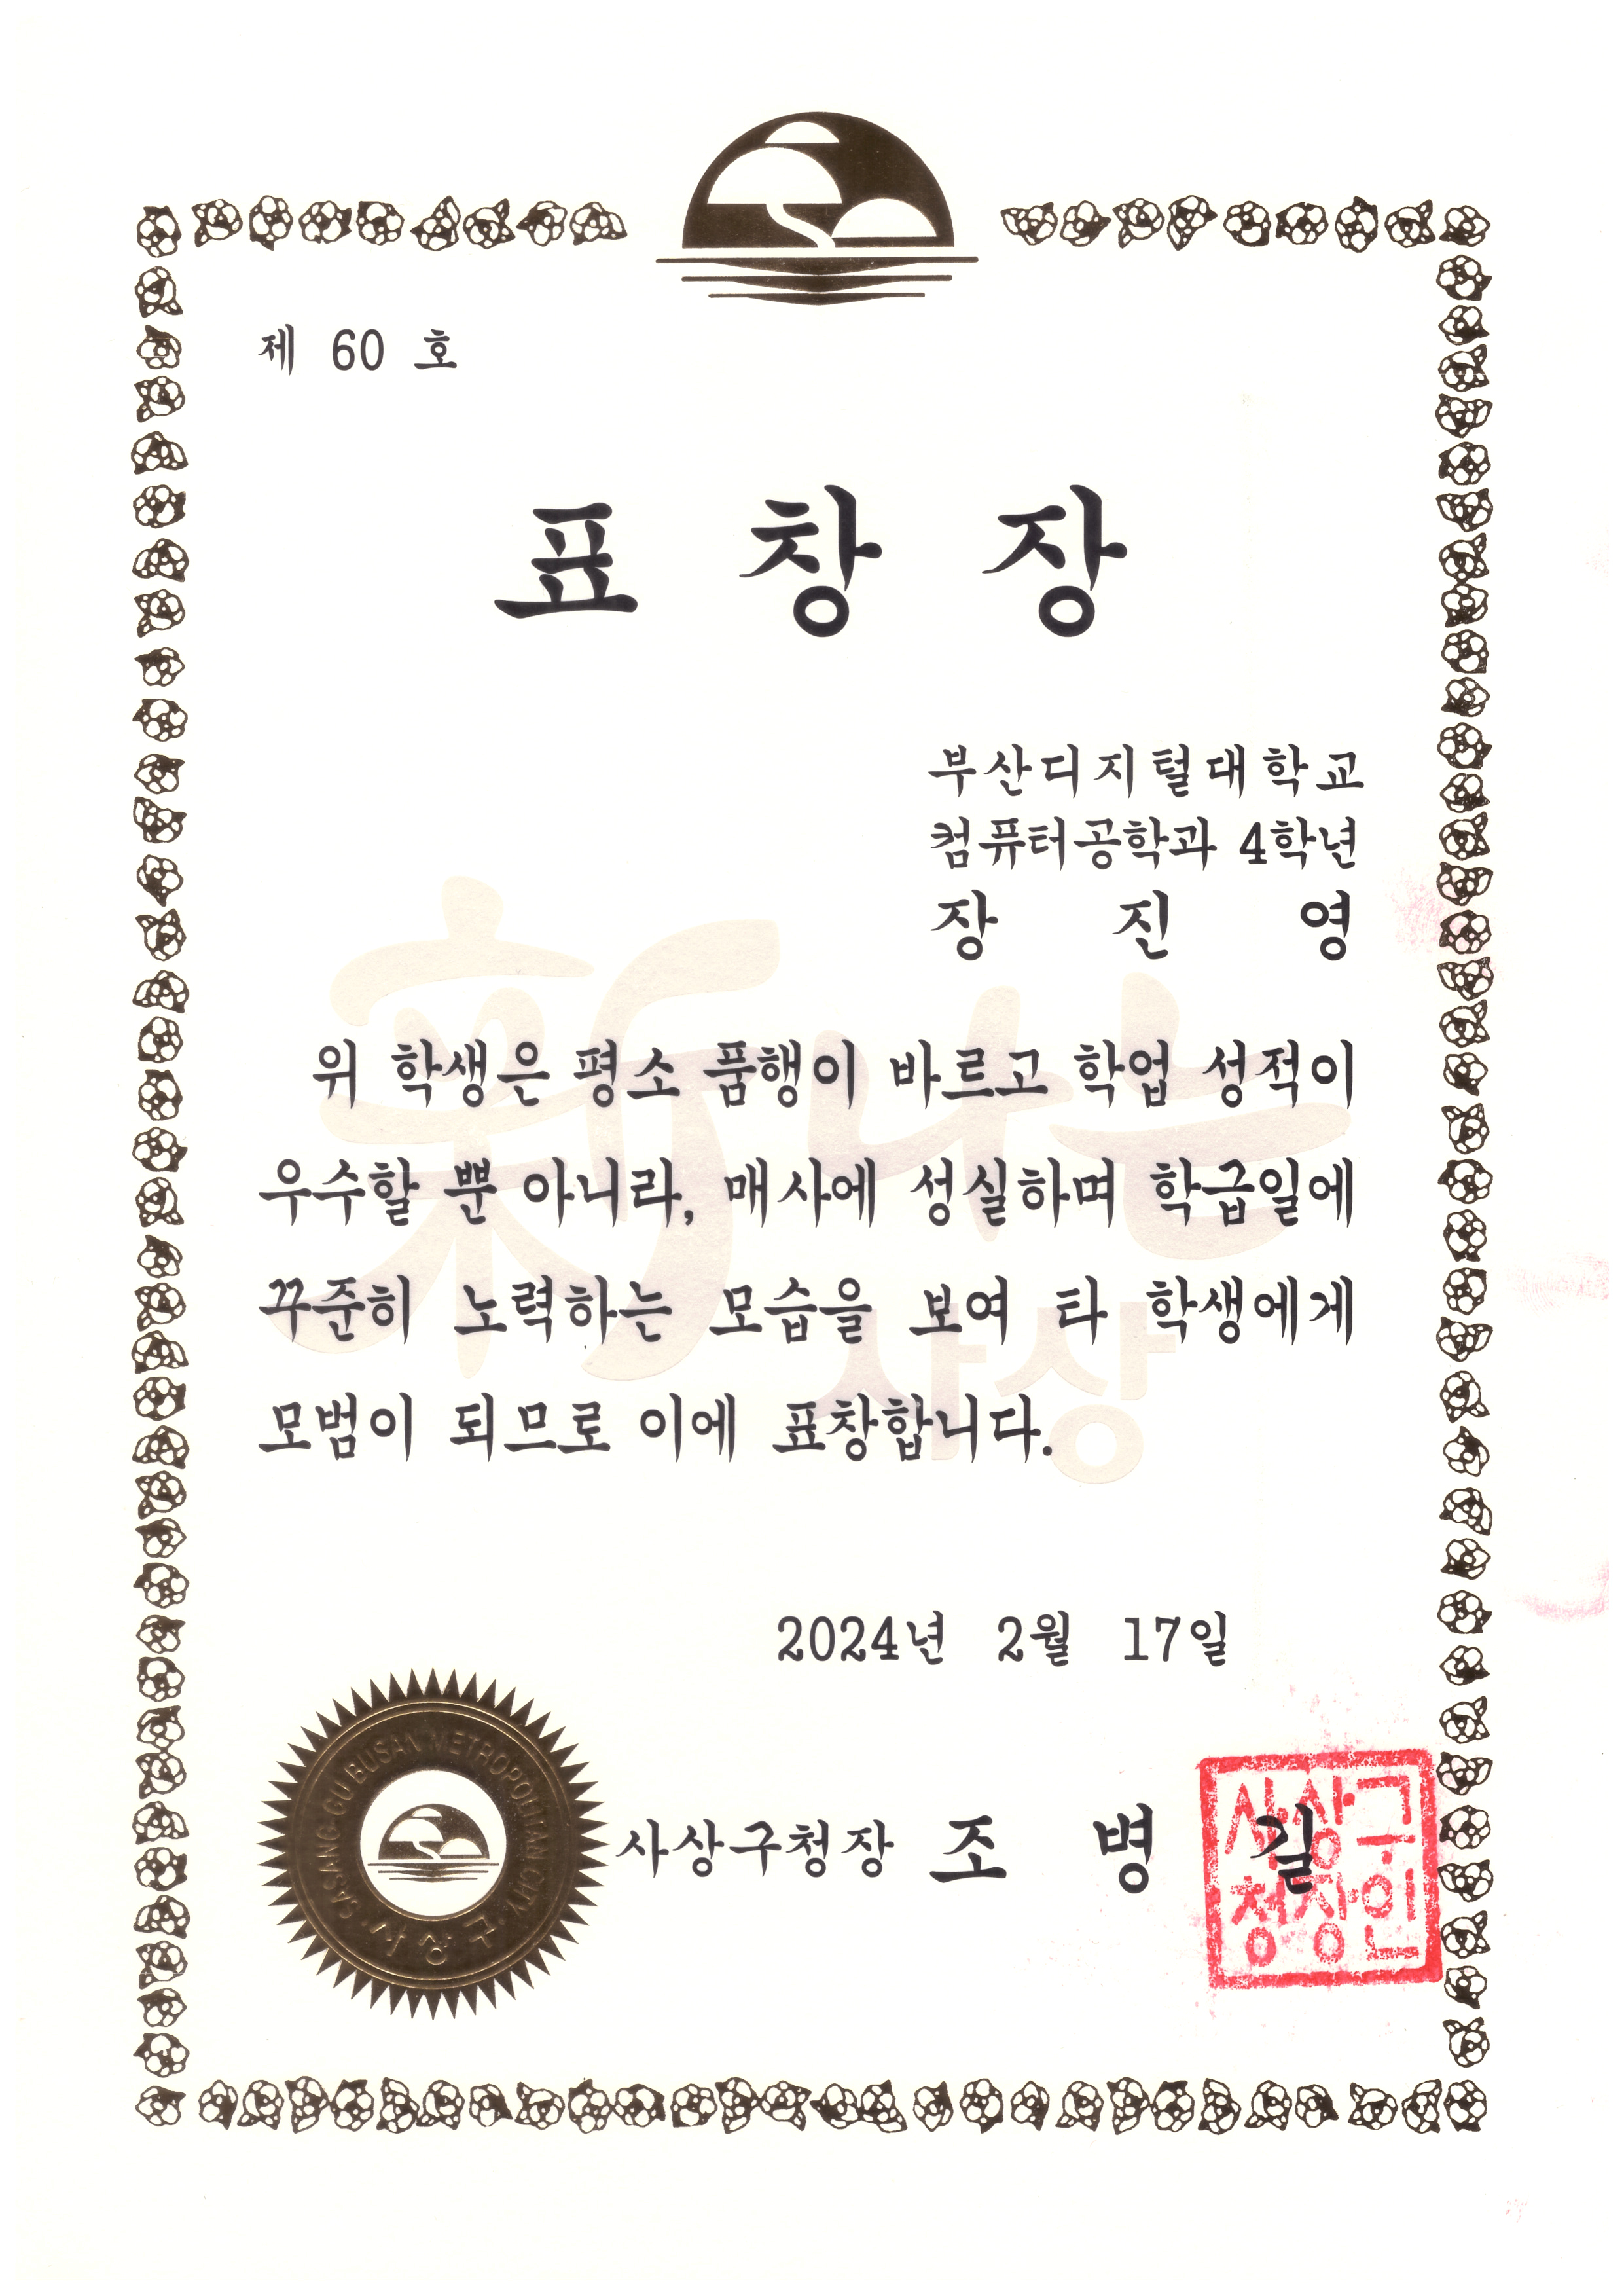 제 60 호
표 창 장
부산디지털대학교
컴퓨터공학과 4학년
장 진 영
新나는
사상
위 학생은 평소 품행이 바르고 학업 성적이
우수할 뿐 아니라, 매사에 성실하며 학급일에
꾸준히 노력하는 모습을 보여 타 학생에게
모범이 되므로 이에 표창합니다.
2024년 2월 17일
SASANG-GU BUSAN METROPOLITAN CITY
사상구
사상구청장 조 병 길
사상구
청장인